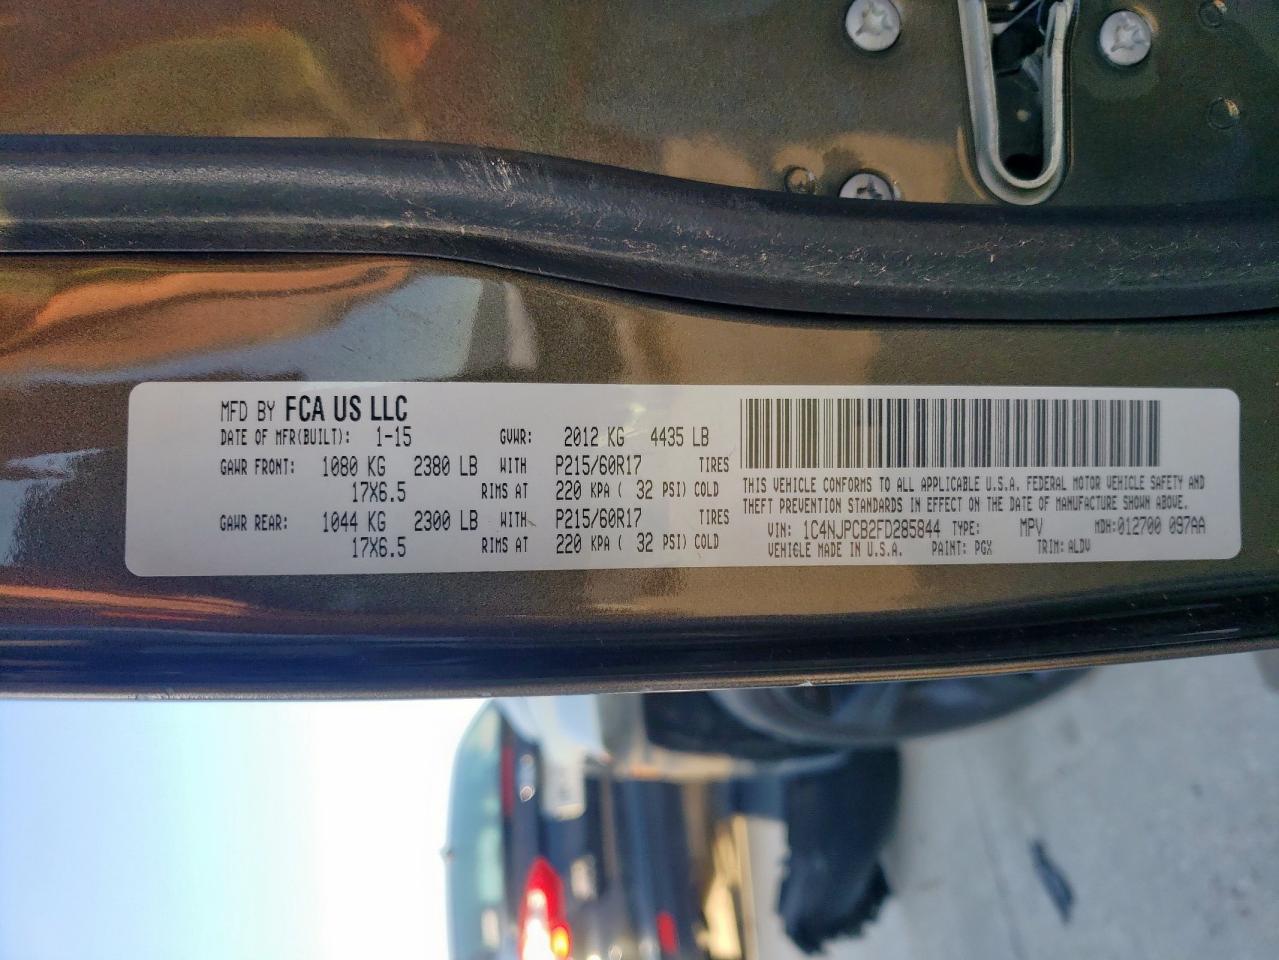 MFD BY FCA US LLC
DATE OF MFR(BUILT): 1-15 GVWR: 2012 KG 4435 LB
GAWR FRONT: 1080 KG 2380 LB WITH P215/60R17 TIRES
17X6.5 RIMS AT 220 KPA ( 32 PSI) COLD
GAWR REAR: 1044 KG 2300 LB WITH P215/60R17 TIRES
17X6.5 RIMS AT 220 KPA ( 32 PSI) COLD
THIS VEHICLE CONFORMS TO ALL APPLICABLE U.S.A. FEDERAL MOTOR VEHICLE SAFETY AND
THEFT PREVENTION STANDARDS IN EFFECT ON THE DATE OF MANUFACTURE SHOWN ABOVE.
VIN: 1C4NJPCB2FD285844 TYPE: MPV MDH:012700 097AA
VEHICLE MADE IN U.S.A. PAINT: PGX TRIM: ALDV